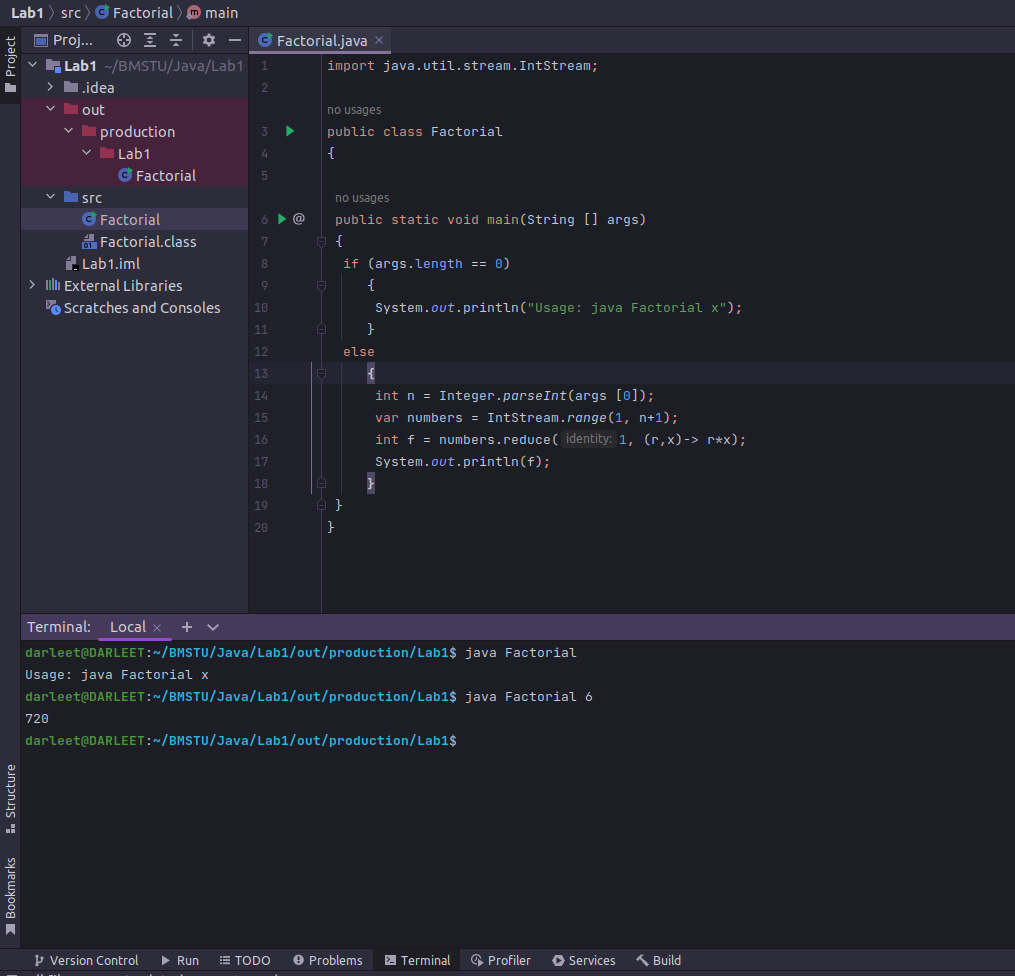 Lab1 src Factorial main
Project
Proj...
Lab1 ~/BMSTU/Java/Lab1
.idea
out
production
Lab1
Factorial
src
Factorial
Factorial.class
Lab1.iml
External Libraries
Scratches and Consoles
Factorial.java
1 import java.util.stream.IntStream;
2
no usages
3 public class Factorial
4 {
5
no usages
6 @ public static void main(String [] args)
7 {
8 if (args.length == 0)
9 {
10 System.out.println("Usage: java Factorial x");
11 }
12 else
13 {
14 int n = Integer.parseInt(args [0]);
15 var numbers = IntStream.range(1, n+1);
16 int f = numbers.reduce( identity: 1, (r,x)-> r*x);
17 System.out.println(f);
18 }
19 }
20 }
Terminal: Local
darleet@DARLEET:~/BMSTU/Java/Lab1/out/production/Lab1$ java Factorial
Usage: java Factorial x
darleet@DARLEET:~/BMSTU/Java/Lab1/out/production/Lab1$ java Factorial 6
720
darleet@DARLEET:~/BMSTU/Java/Lab1/out/production/Lab1$
Structure
Bookmarks
Version Control Run TODO Problems Terminal Profiler Services Build